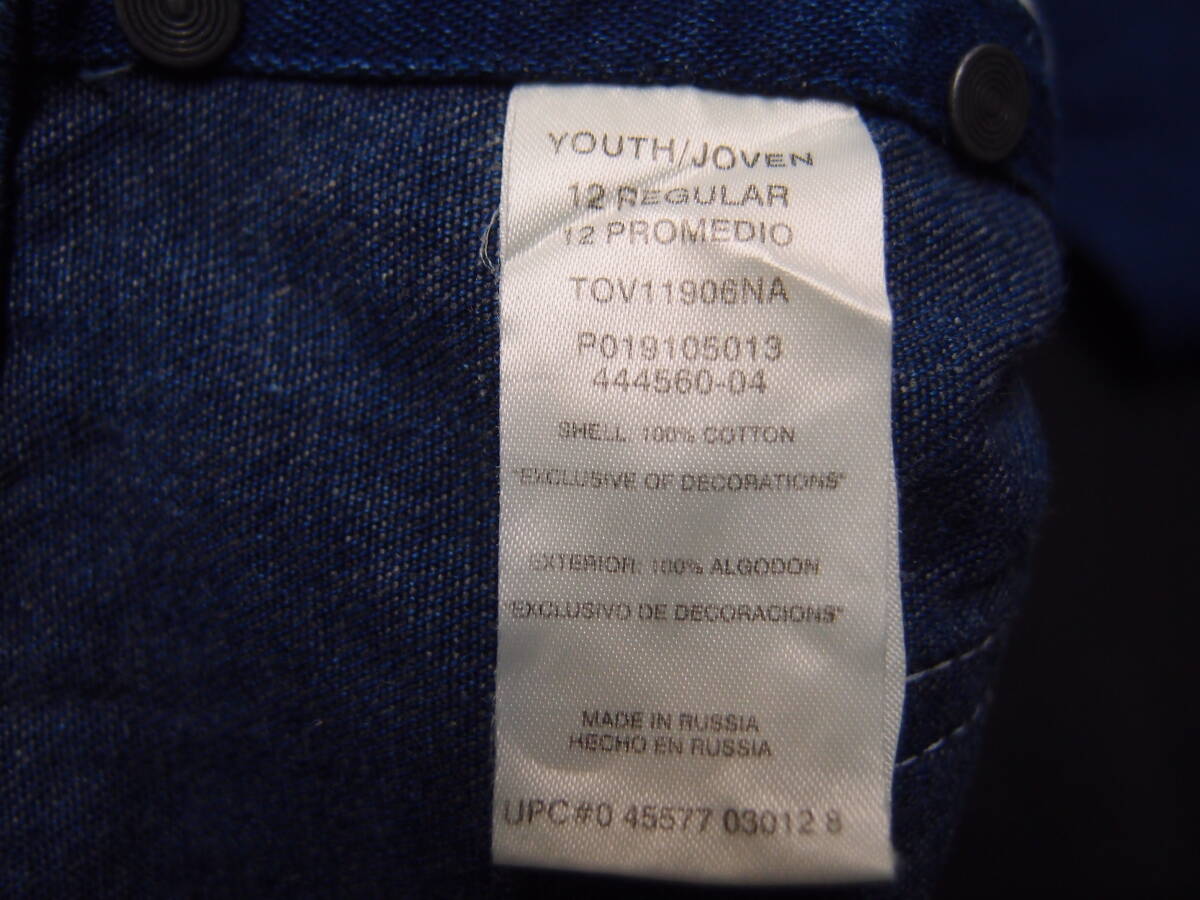 YOUTH/JOVEN
12 REGULAR
12 PROMEDIO
TOV11906NA
P019105013
444560-04
SHELL: 100% COTTON
"EXCLUSIVE OF DECORATIONS"
EXTERIOR: 100% ALGODON
"EXCLUSIVO DE DECORACIONS"
MADE IN RUSSIA
HECHO EN RUSSIA
UPC#0 45577 03012 8